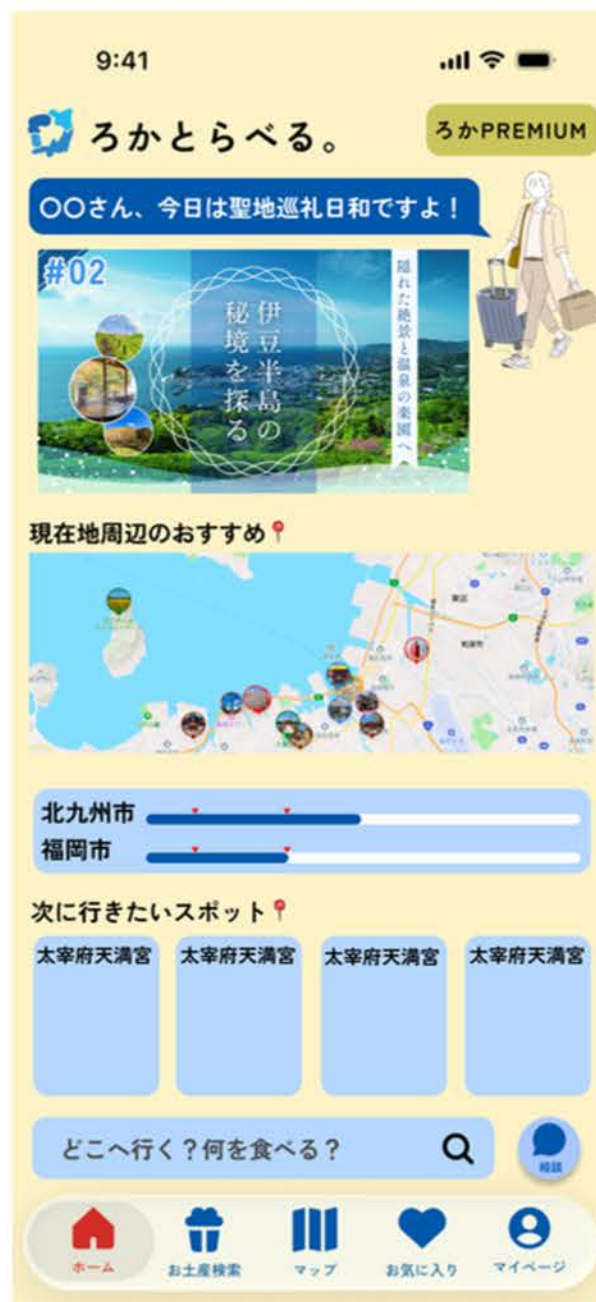 9:41
ろかとらべる。
ろかPREMIUM
〇〇さん、今日は聖地巡礼日和ですよ！
#02
伊豆半島の
秘境を探る
隠れた絶景と温泉の楽園へ
現在地周辺のおすすめ
東区
北九州市
福岡市
次に行きたいスポット
太宰府天満宮
太宰府天満宮
太宰府天満宮
太宰府天満宮
どこへ行く？何を食べる？
相談
ホーム
お土産検索
マップ
お気に入り
マイページ